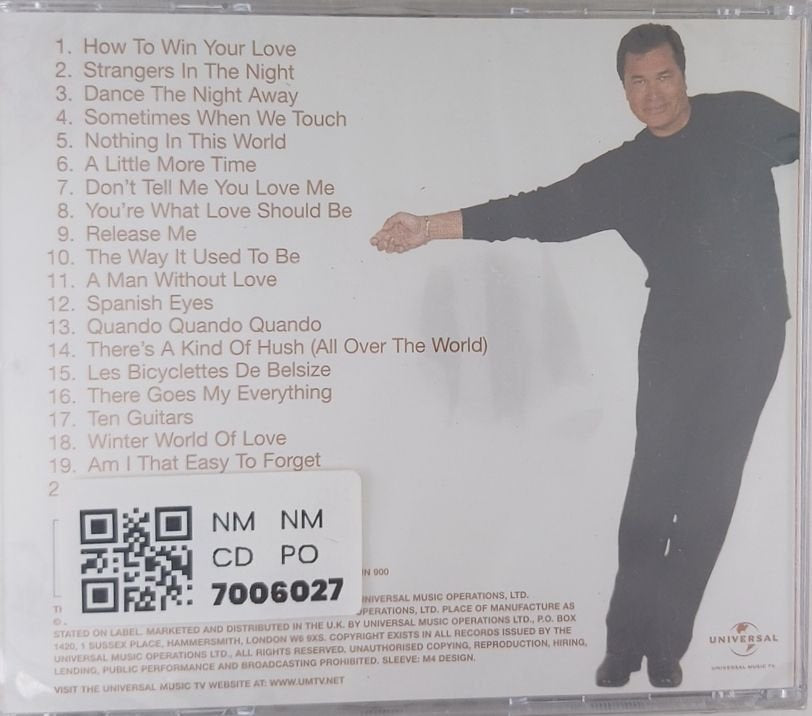 1. How To Win Your Love
2. Strangers In The Night
3. Dance The Night Away
4. Sometimes When We Touch
5. Nothing In This World
6. A Little More Time
7. Don't Tell Me You Love Me
8. You're What Love Should Be
9. Release Me
10. The Way It Used To Be
11. A Man Without Love
12. Spanish Eyes
13. Quando Quando Quando
14. There's A Kind Of Hush (All Over The World)
15. Les Bicyclettes De Belsize
16. There Goes My Everything
17. Ten Guitars
18. Winter World Of Love
19. Am I That Easy To Forget
2
NM NM
CD PO
7006027
900
UNIVERSAL MUSIC OPERATIONS, LTD.
OPERATIONS, LTD. PLACE OF MANUFACTURE AS
STATED ON LABEL. MARKETED AND DISTRIBUTED IN THE U.K. BY UNIVERSAL MUSIC OPERATIONS LTD., P.O. BOX
1420, 1 SUSSEX PLACE, HAMMERSMITH, LONDON W6 9XS. COPYRIGHT EXISTS IN ALL RECORDS ISSUED BY THE
UNIVERSAL MUSIC OPERATIONS LTD., ALL RIGHTS RESERVED. UNAUTHORISED COPYING, REPRODUCTION, HIRING,
LENDING, PUBLIC PERFORMANCE AND BROADCASTING PROHIBITED. SLEEVE: M4 DESIGN.
VISIT THE UNIVERSAL MUSIC TV WEBSITE AT: WWW.UMTV.NET
UNIVERSAL
UNIVERSAL MUSIC TV